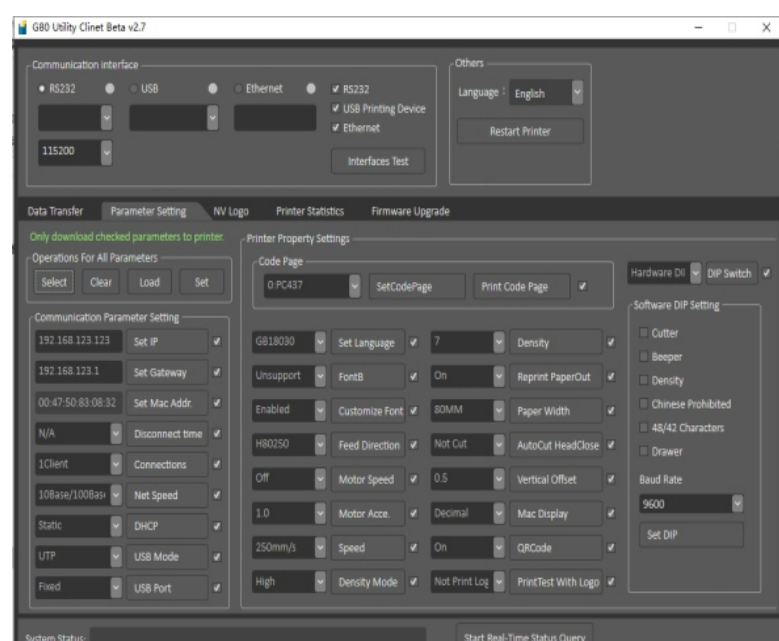 G80 Utility Clinet Beta v2.7
Communication interface
RS232
USB
Ethernet
RS232
USB Printing Device
Ethernet
115200
Interfaces Test
Others
Language :
English
Restart Printer
Data Transfer
Parameter Setting
NV Logo
Printer Statistics
Firmware Upgrade
Only download checked parameters to printer.
Operations For All Parameters
Select
Clear
Load
Set
Communication Parameter Setting
192.168.123.123
Set IP
192.168.123.1
Set Gateway
00:47:50:83:08:32
Set Mac Addr.
N/A
Disconnect time
1Client
Connections
10Base/100Bas
Net Speed
Static
DHCP
UTP
USB Mode
Fixed
USB Port
Printer Property Settings
Code Page
0:PC437
SetCodePage
Print Code Page
GB18030
Set Language
7
Density
Unsupport
FontB
On
Reprint PaperOut
Enabled
Customize Font
80MM
Paper Width
H80250
Feed Direction
Not Cut
AutoCut HeadClose
Off
Motor Speed
0.5
Vertical Offset
1.0
Motor Acce.
Decimal
Mac Display
250mm/s
Speed
On
QRCode
High
Density Mode
Not Print Log
PrintTest With Logo
Hardware DI
DIP Switch
Software DIP Setting
Cutter
Beeper
Density
Chinese Prohibited
48/42 Characters
Drawer
Baud Rate
9600
Set DIP
System Status:
Start Real-Time Status Query